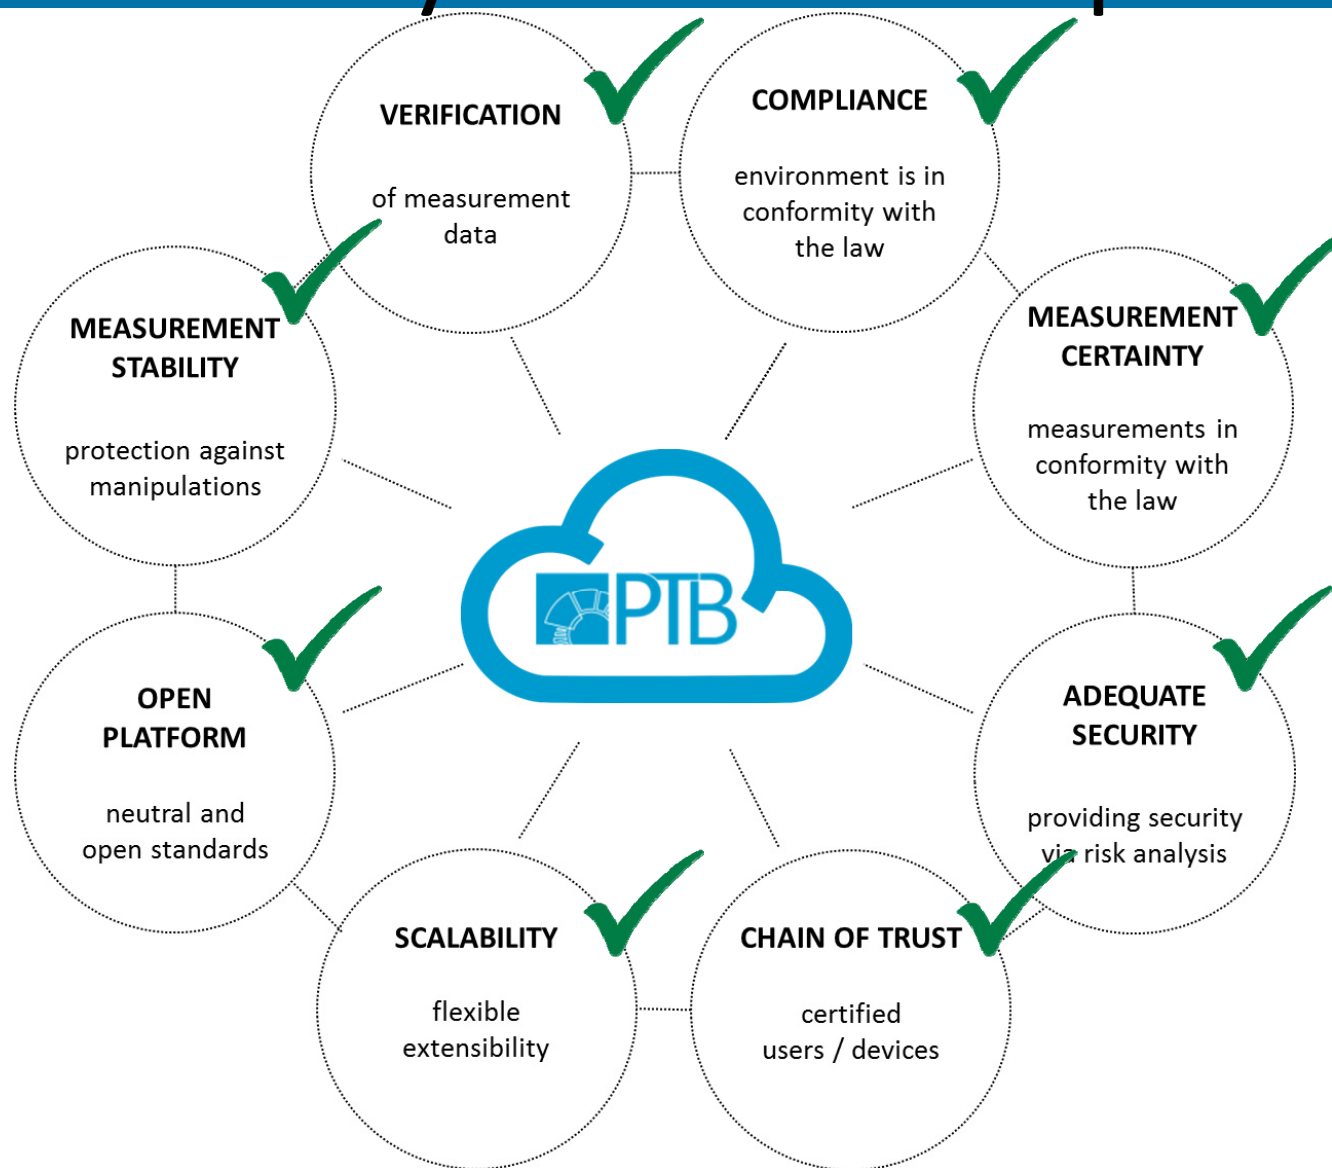 VERIFICATION
of measurement
data
COMPLIANCE
environment is in
conformity with
the law
MEASUREMENT
CERTAINTY
measurements in
conformity with
the law
ADEQUATE
SECURITY
providing security
via risk analysis
CHAIN OF TRUST
certified
users / devices
SCALABILITY
flexible
extensibility
OPEN
PLATFORM
neutral and
open standards
MEASUREMENT
STABILITY
protection against
manipulations
PTB